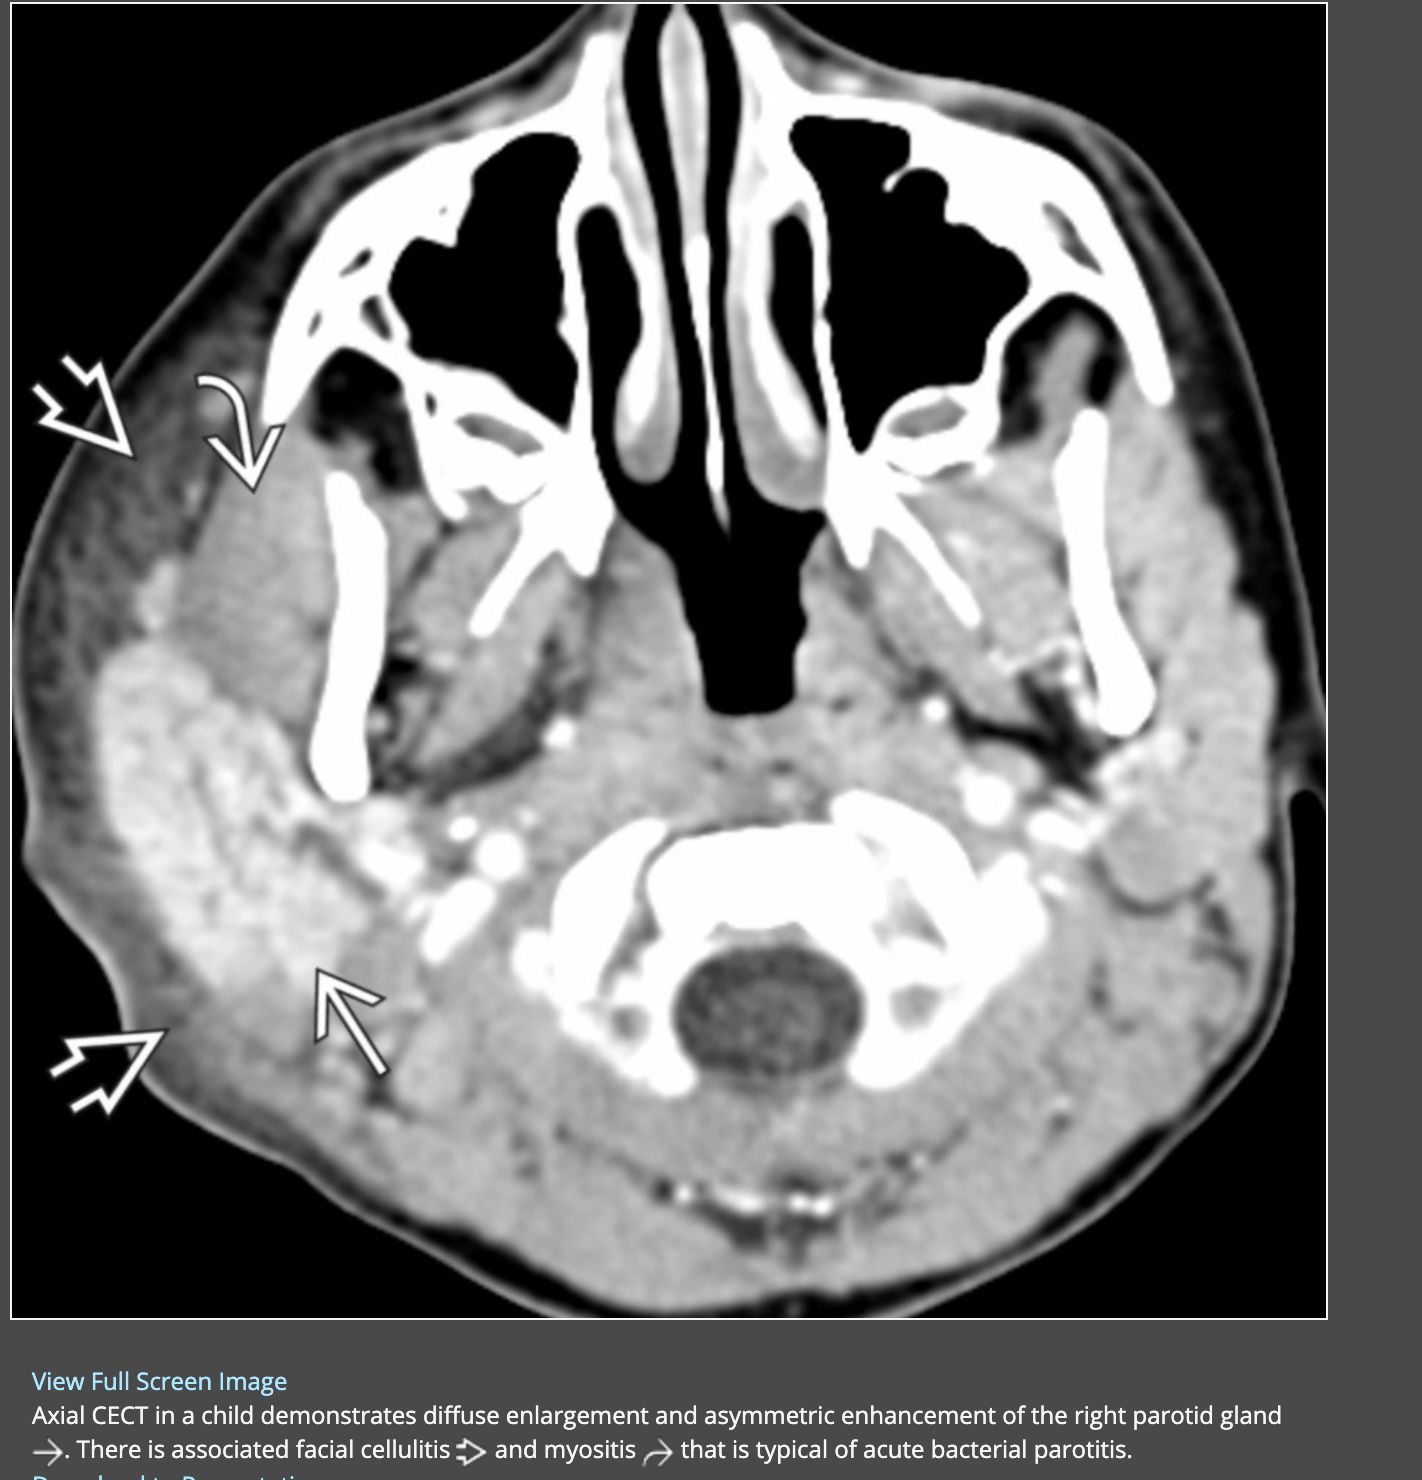 View Full Screen Image
Axial CECT in a child demonstrates diffuse enlargement and asymmetric enhancement of the right parotid gland
. There is associated facial cellulitis and myositis that is typical of acute bacterial parotitis.